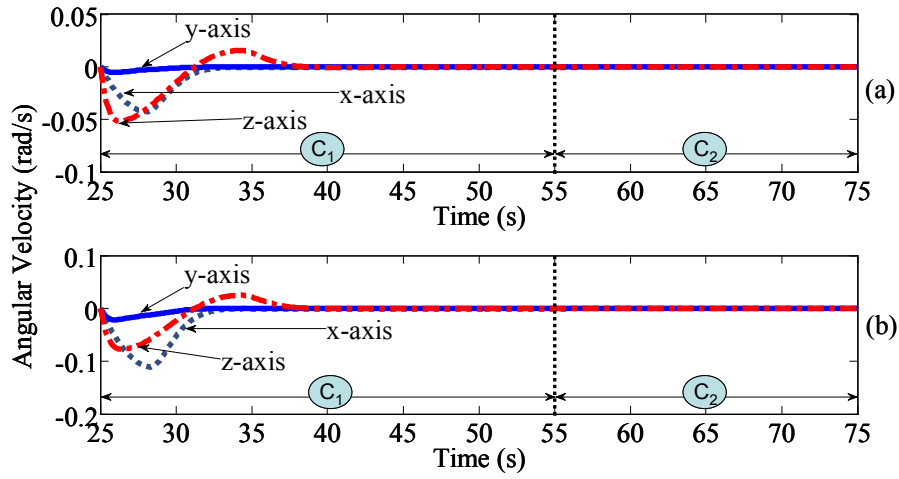 0.05
y-axis
0
x-axis
(a)
-0.05
z-axis
C1
C2
-0.1
25 30 35 40 45 50 55 60 65 70 75
Time (s)
Angular Velocity (rad/s)
0.1
y-axis
0
x-axis
(b)
z-axis
-0.1
C1
C2
-0.2
25 30 35 40 45 50 55 60 65 70 75
Time (s)